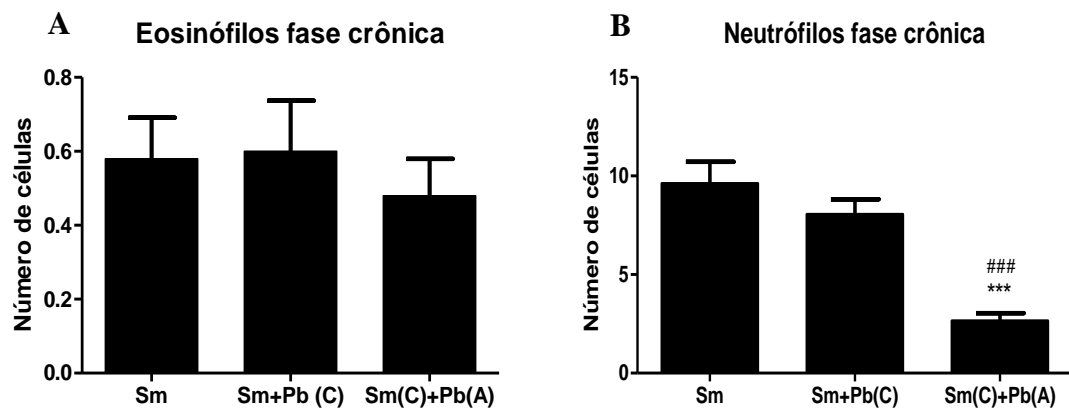 A
Eosinófilos fase crônica
Número de células
0.8
0.6
0.4
0.2
0.0
Sm
Sm+Pb (C)
Sm(C)+Pb(A)
B
Neutrófilos fase crônica
Número de células
15
10
5
0
###
***
Sm
Sm+Pb(C)
Sm(C)+Pb(A)